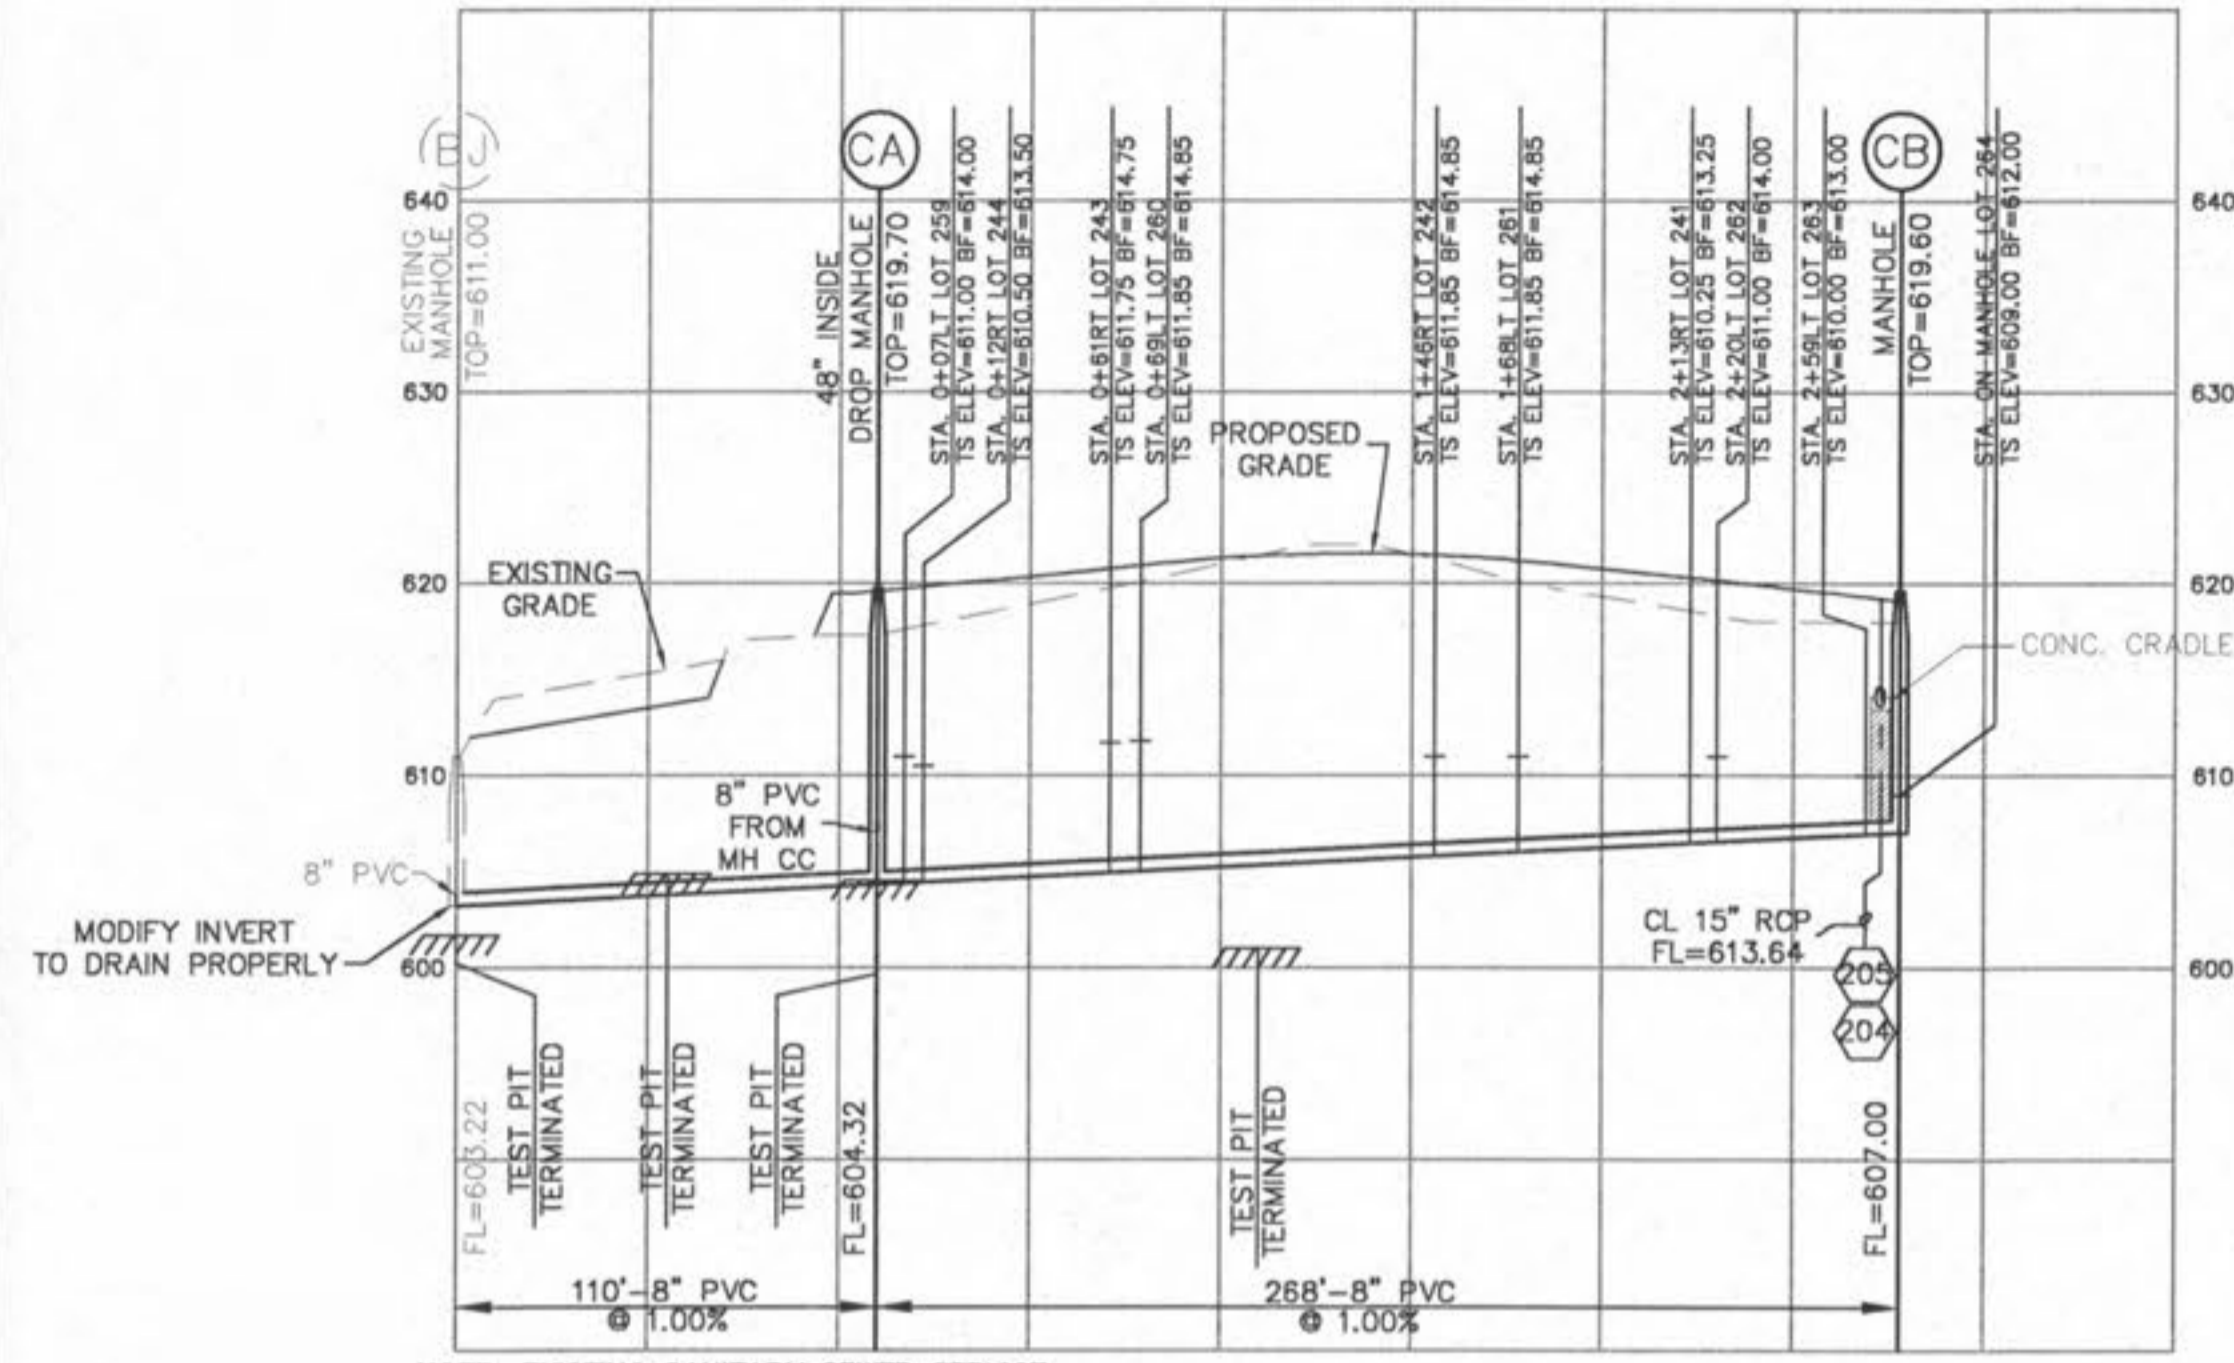 B
CJ
EXISTING
MANHOLE
TOP=611.00
48" INSIDE
DROP MANHOLE
CA
TOP=619.70
STA. 0+07LT LOT 259
TS ELEV=611.00 BF=614.00
STA. 0+12RT LOT 244
TS ELEV=610.50 BF=613.50
STA. 0+61RT LOT 243
TS ELEV=611.75 BF=614.75
STA. 0+69LT LOT 260
TS ELEV=611.85 BF=614.85
STA. 1+46RT LOT 242
TS ELEV=611.85 BF=614.85
STA. 1+68LT LOT 261
TS ELEV=611.85 BF=614.85
STA. 2+13RT LOT 241
TS ELEV=610.25 BF=613.25
STA. 2+20LT LOT 262
TS ELEV=611.00 BF=614.00
STA. 2+59LT LOT 263
TS ELEV=610.00 BF=613.00
MANHOLE
CB
TOP=619.60
STA. ON MANHOLE LOT 264
TS ELEV=609.00 BF=612.00
640
640
630
630
PROPOSED
GRADE
EXISTING
GRADE
620
620
CONC. CRADLE
610
610
8" PVC
FROM
MH CC
8" PVC
MODIFY INVERT
TO DRAIN PROPERLY
600
600
CL 15" RCP
FL=613.64
205
204
FL=603.22
TEST PIT
TERMINATED
TEST PIT
TERMINATED
TEST PIT
TERMINATED
FL=604.32
TEST PIT
TERMINATED
FL=607.00
110'-8" PVC
@ 1.00%
268'-8" PVC
@ 1.00%